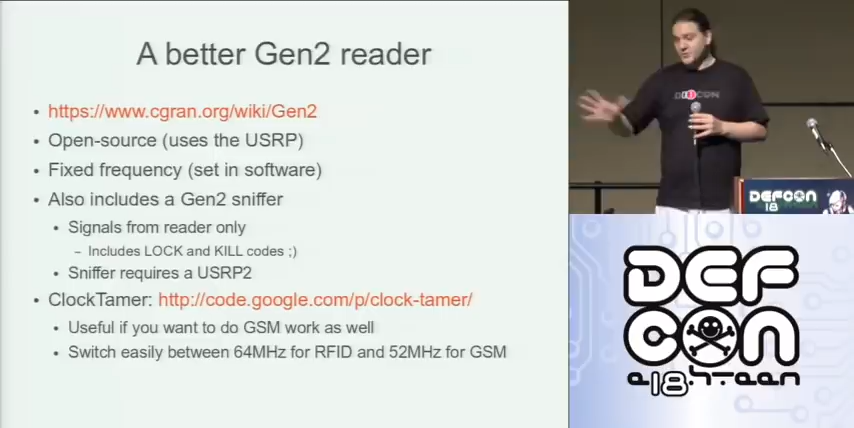 A better Gen2 reader
• https://www.cgran.org/wiki/Gen2
• Open-source (uses the USRP)
• Fixed frequency (set in software)
• Also includes a Gen2 sniffer
• Signals from reader only
– Includes LOCK and KILL codes ;)
• Sniffer requires a USRP2
• ClockTamer: http://code.google.com/p/clock-tamer/
• Useful if you want to do GSM work as well
• Switch easily between 64MHz for RFID and 52MHz for GSM
DEFCON
DEFCON
18
DEF
CON
e18h.teen